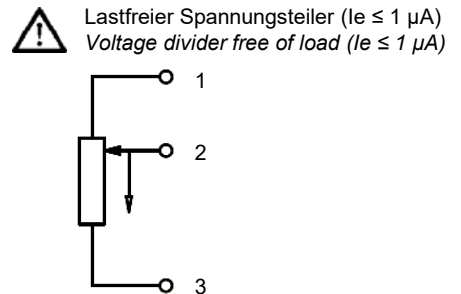 Lastfreier Spannungsteiler (Ie ≤ 1 µA)
Voltage divider free of load (Ie ≤ 1 µA)
1
2
3